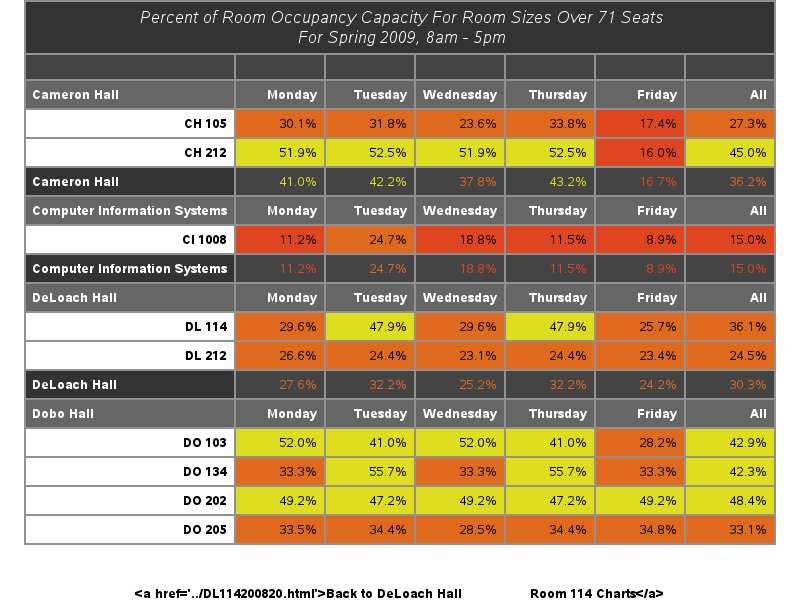 Percent of Room Occupancy Capacity For Room Sizes Over 71 Seats
For Spring 2009, 8am - 5pm
Cameron Hall Monday Tuesday Wednesday Thursday Friday All
CH 105 30.1% 31.8% 23.6% 33.8% 17.4% 27.3%
CH 212 51.9% 52.5% 51.9% 52.5% 16.0% 45.0%
Cameron Hall 41.0% 42.2% 37.8% 43.2% 16.7% 36.2%
Computer Information Systems Monday Tuesday Wednesday Thursday Friday All
CI 1008 11.2% 24.7% 18.8% 11.5% 8.9% 15.0%
Computer Information Systems 11.2% 24.7% 18.8% 11.5% 8.9% 15.0%
DeLoach Hall Monday Tuesday Wednesday Thursday Friday All
DL 114 29.6% 47.9% 29.6% 47.9% 25.7% 36.1%
DL 212 26.6% 24.4% 23.1% 24.4% 23.4% 24.5%
DeLoach Hall 27.6% 32.2% 25.2% 32.2% 24.2% 30.3%
Dobo Hall Monday Tuesday Wednesday Thursday Friday All
DO 103 52.0% 41.0% 52.0% 41.0% 28.2% 42.9%
DO 134 33.3% 55.7% 33.3% 55.7% 33.3% 42.3%
DO 202 49.2% 47.2% 49.2% 47.2% 49.2% 48.4%
DO 205 33.5% 34.4% 28.5% 34.4% 34.8% 33.1%
<a href='../DL114200820.html'>Back to DeLoach Hall Room 114 Charts</a>